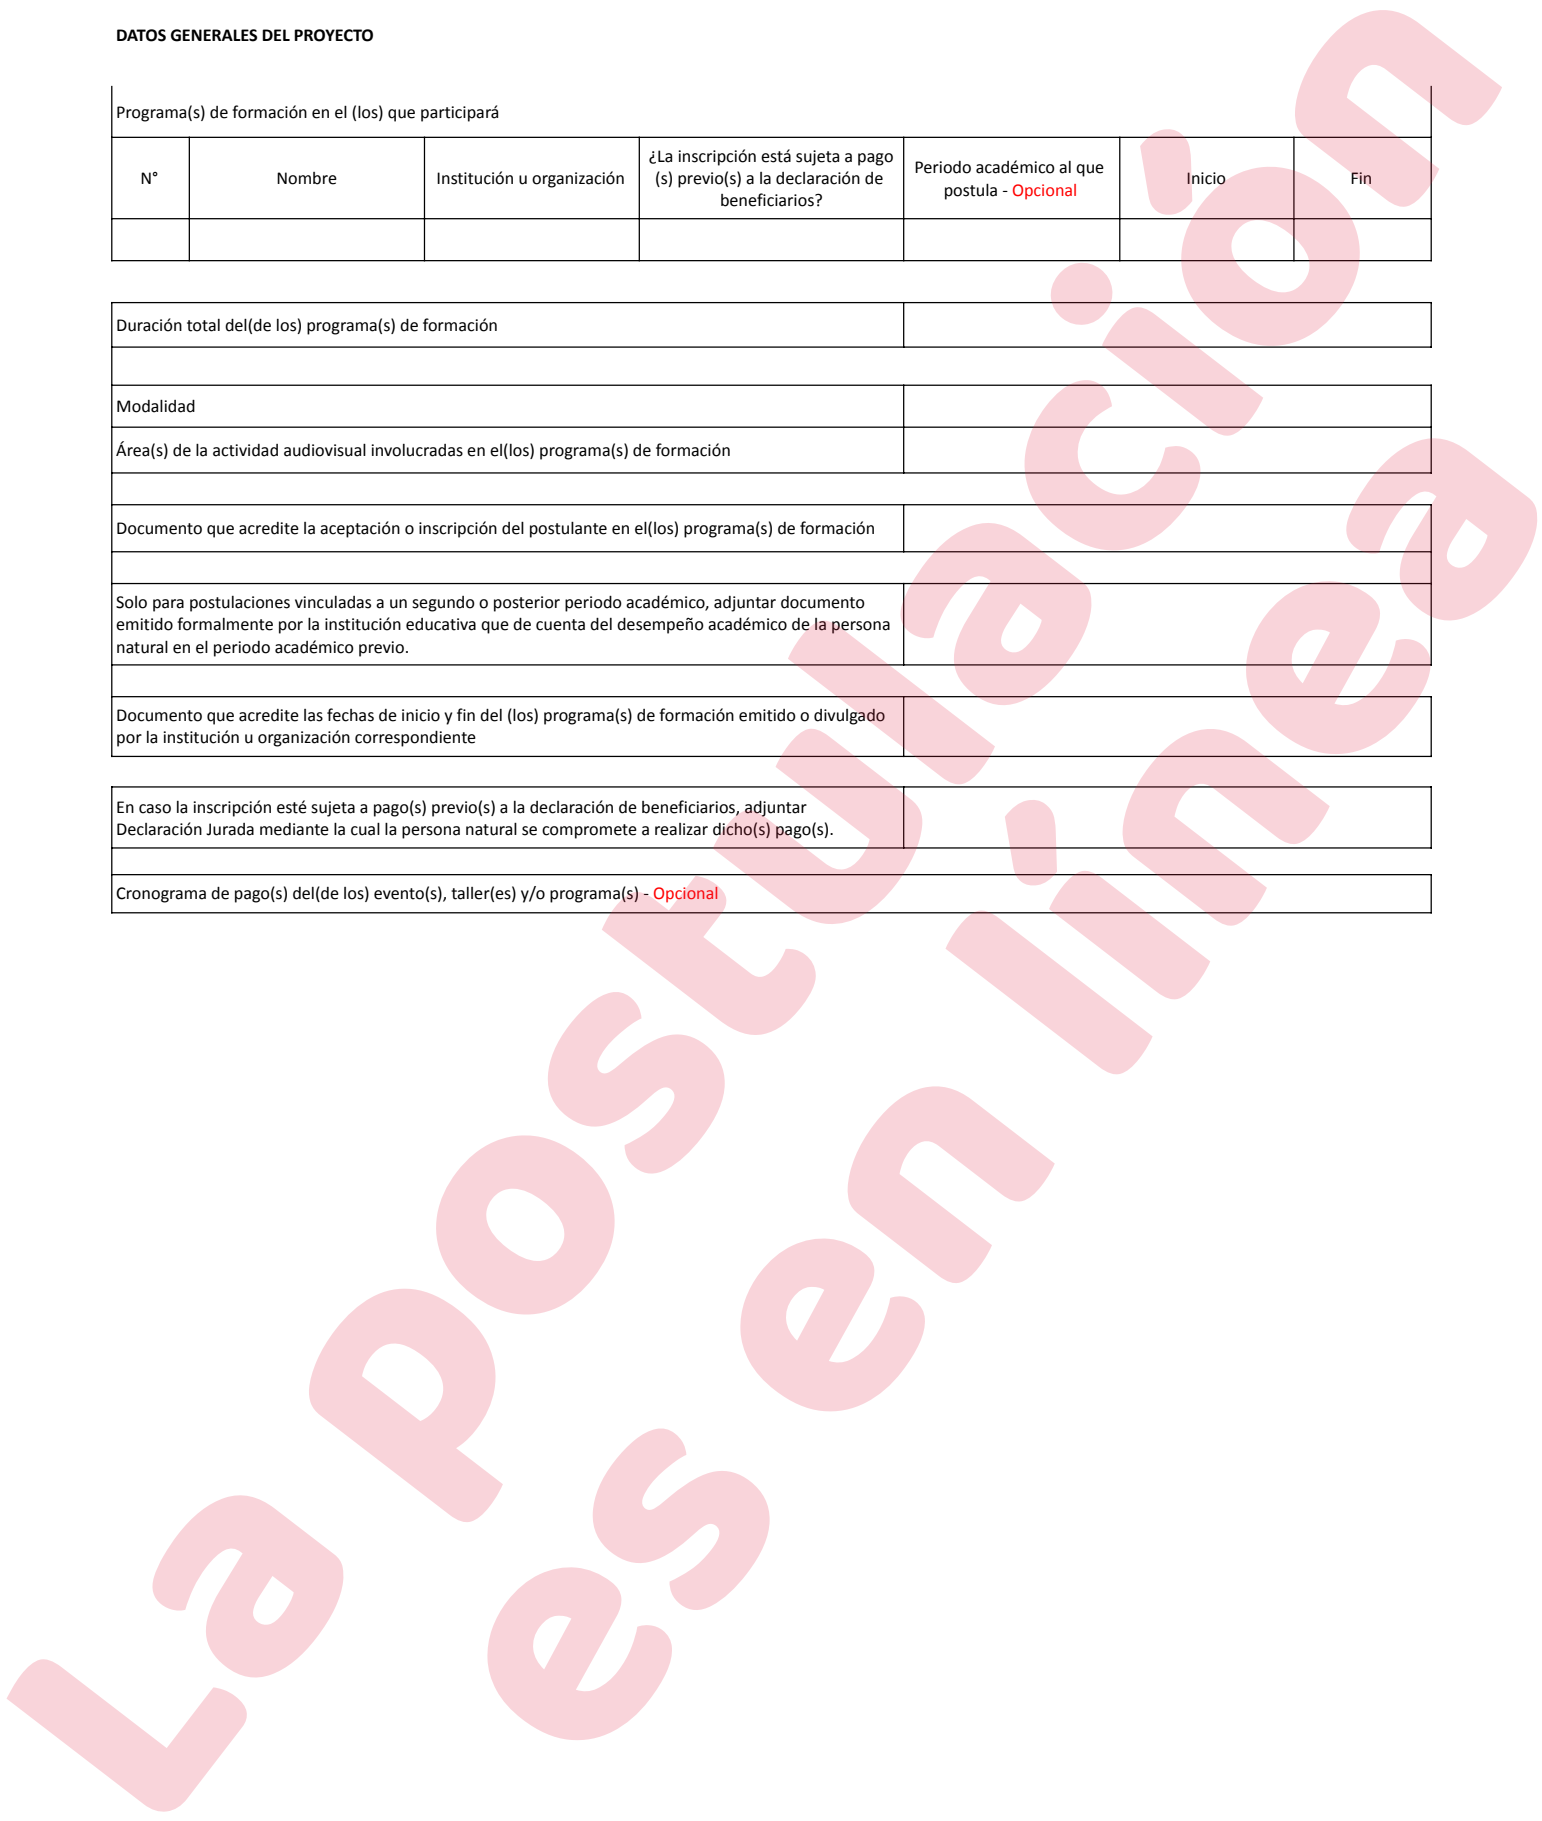 DATOS GENERALES DEL PROYECTO
Programa(s) de formación en el (los) que participará
N°
Nombre
Institución u organización
¿La inscripción está sujeta a pago
(s) previo(s) a la declaración de
beneficiarios?
Periodo académico al que
postula - Opcional
Inicio
Fin
Duración total del(de los) programa(s) de formación
Modalidad
Área(s) de la actividad audiovisual involucradas en el(los) programa(s) de formación
Documento que acredite la aceptación o inscripción del postulante en el(los) programa(s) de formación
Solo para postulaciones vinculadas a un segundo o posterior periodo académico, adjuntar documento
emitido formalmente por la institución educativa que de cuenta del desempeño académico de la persona
natural en el periodo académico previo.
Documento que acredite las fechas de inicio y fin del (los) programa(s) de formación emitido o divulgado
por la institución u organización correspondiente
En caso la inscripción esté sujeta a pago(s) previo(s) a la declaración de beneficiarios, adjuntar
Declaración Jurada mediante la cual la persona natural se compromete a realizar dicho(s) pago(s).
Cronograma de pago(s) del(de los) evento(s), taller(es) y/o programa(s) - Opcional
La postulación
es en línea